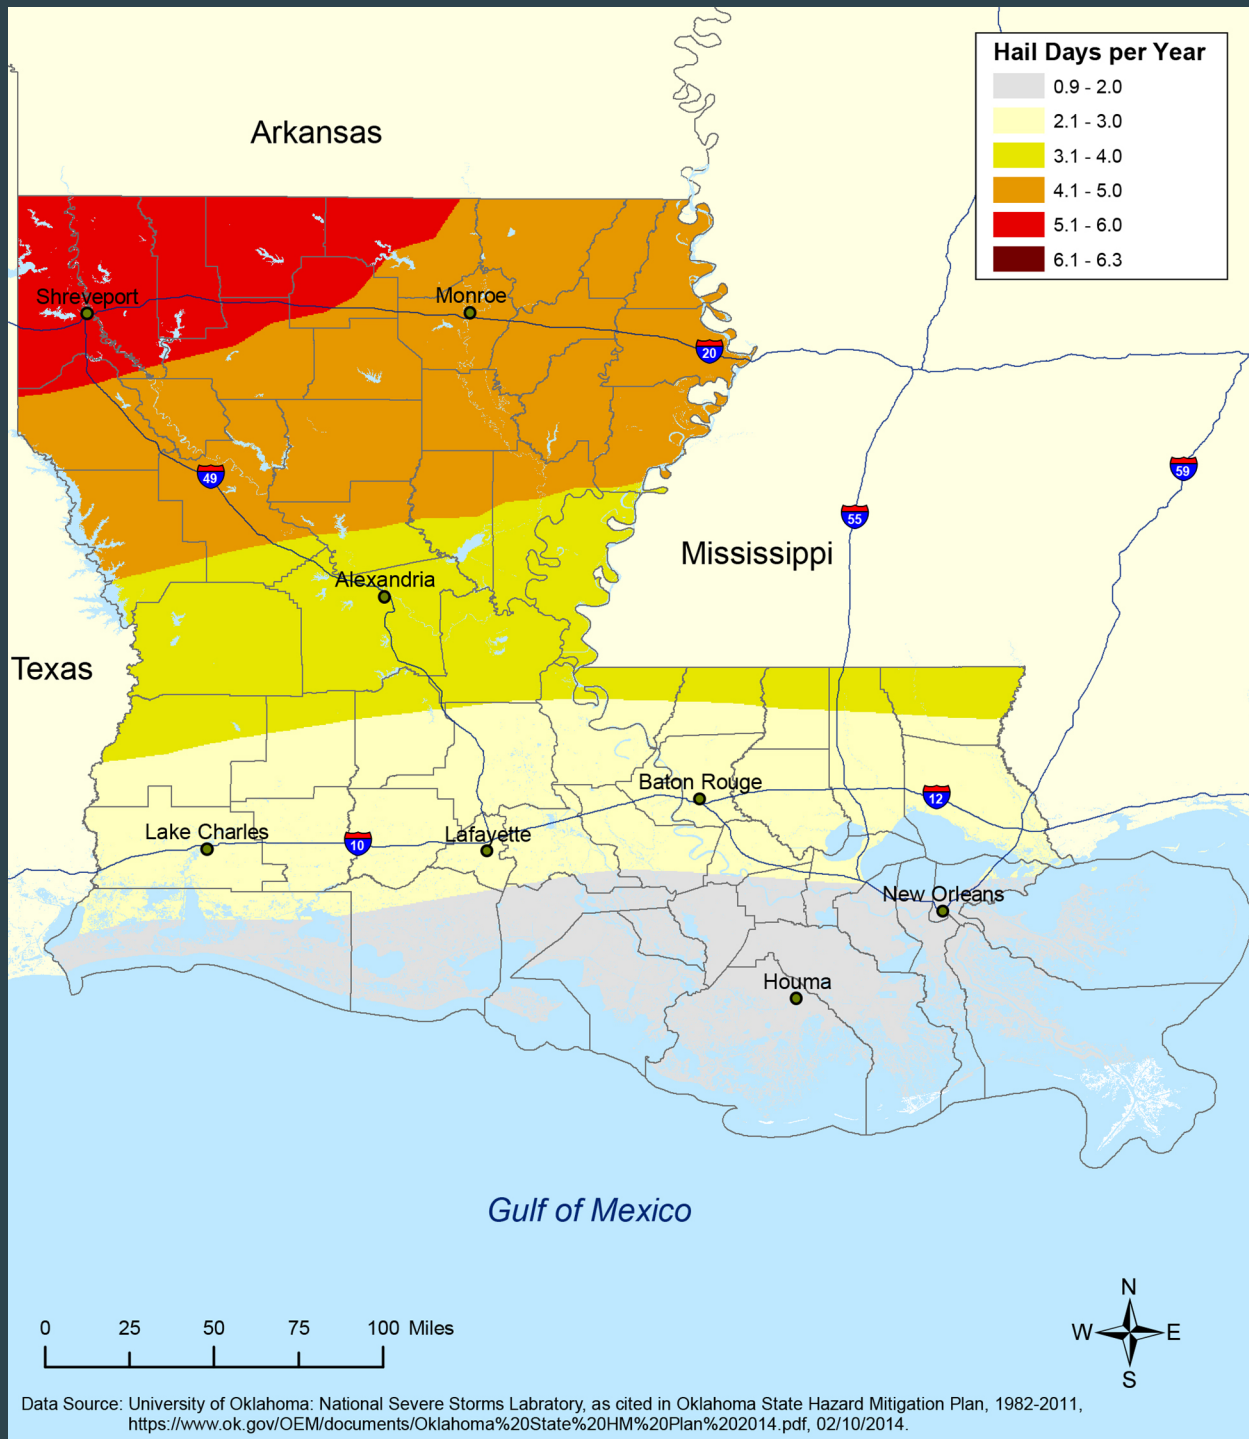 Hail Days per Year
0.9 - 2.0
2.1 - 3.0
3.1 - 4.0
4.1 - 5.0
5.1 - 6.0
6.1 - 6.3
Arkansas
Shreveport
Monroe
20
49
59
55
Mississippi
Alexandria
Texas
Baton Rouge
12
Lake Charles
10
Lafayette
New Orleans
Houma
Gulf of Mexico
N
W E
S
0 25 50 75 100 Miles
Data Source: University of Oklahoma: National Severe Storms Labratory, as cited in Oklahoma State Hazard Mitigation Plan, 1982-2011,
https://www.ok.gov/OEM/documents/Oklahoma%20State%20HM%20Plan%202014.pdf, 02/10/2014.